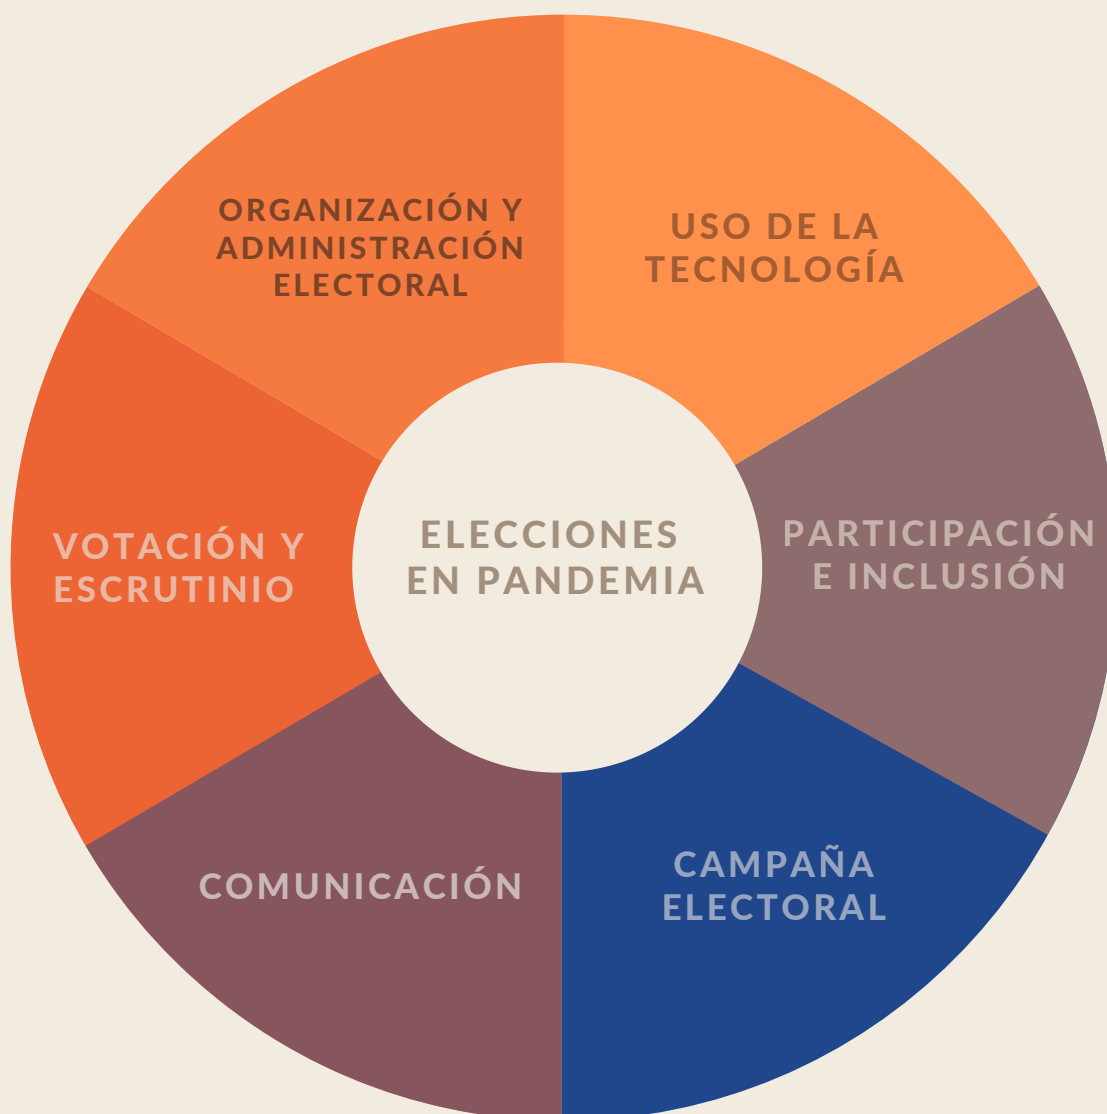 ORGANIZACIÓN Y
ADMINISTRACIÓN
ELECTORAL
USO DE LA
TECNOLOGÍA
VOTACIÓN Y
ESCRUTINIO
ELECCIONES
EN PANDEMIA
PARTICIPACIÓN
E INCLUSIÓN
COMUNICACIÓN
CAMPAÑA
ELECTORAL